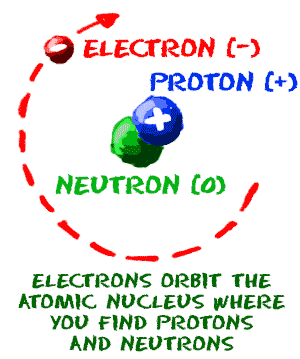 ELECTRON (-)
PROTON (+)
NEUTRON (0)
ELECTRONS ORBIT THE
ATOMIC NUCLEUS WHERE
YOU FIND PROTONS
AND NEUTRONS